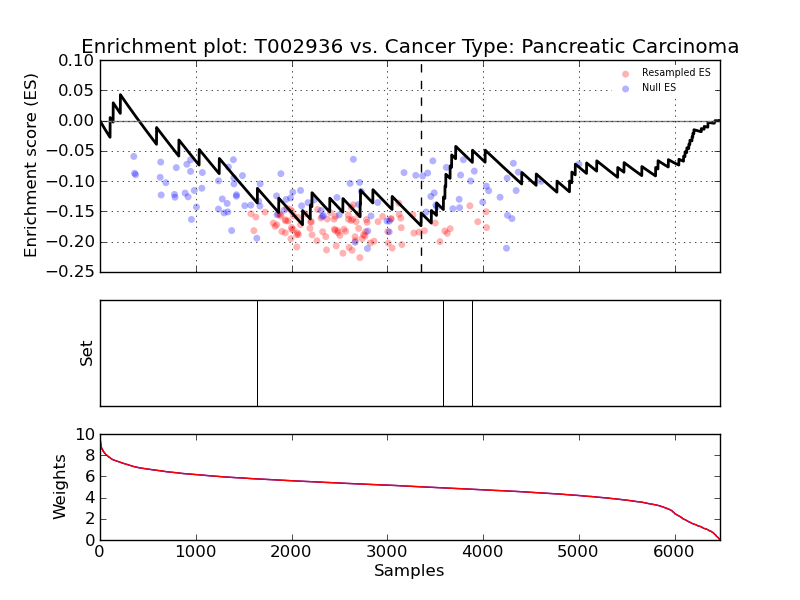 Enrichment plot: T002936 vs. Cancer Type: Pancreatic Carcinoma
Enrichment score (ES)
0.10
0.05
0.00
−0.05
−0.10
−0.15
−0.20
−0.25
Resampled ES
Null ES
Set
Weights
10
8
6
4
2
0
0 1000 2000 3000 4000 5000 6000
Samples